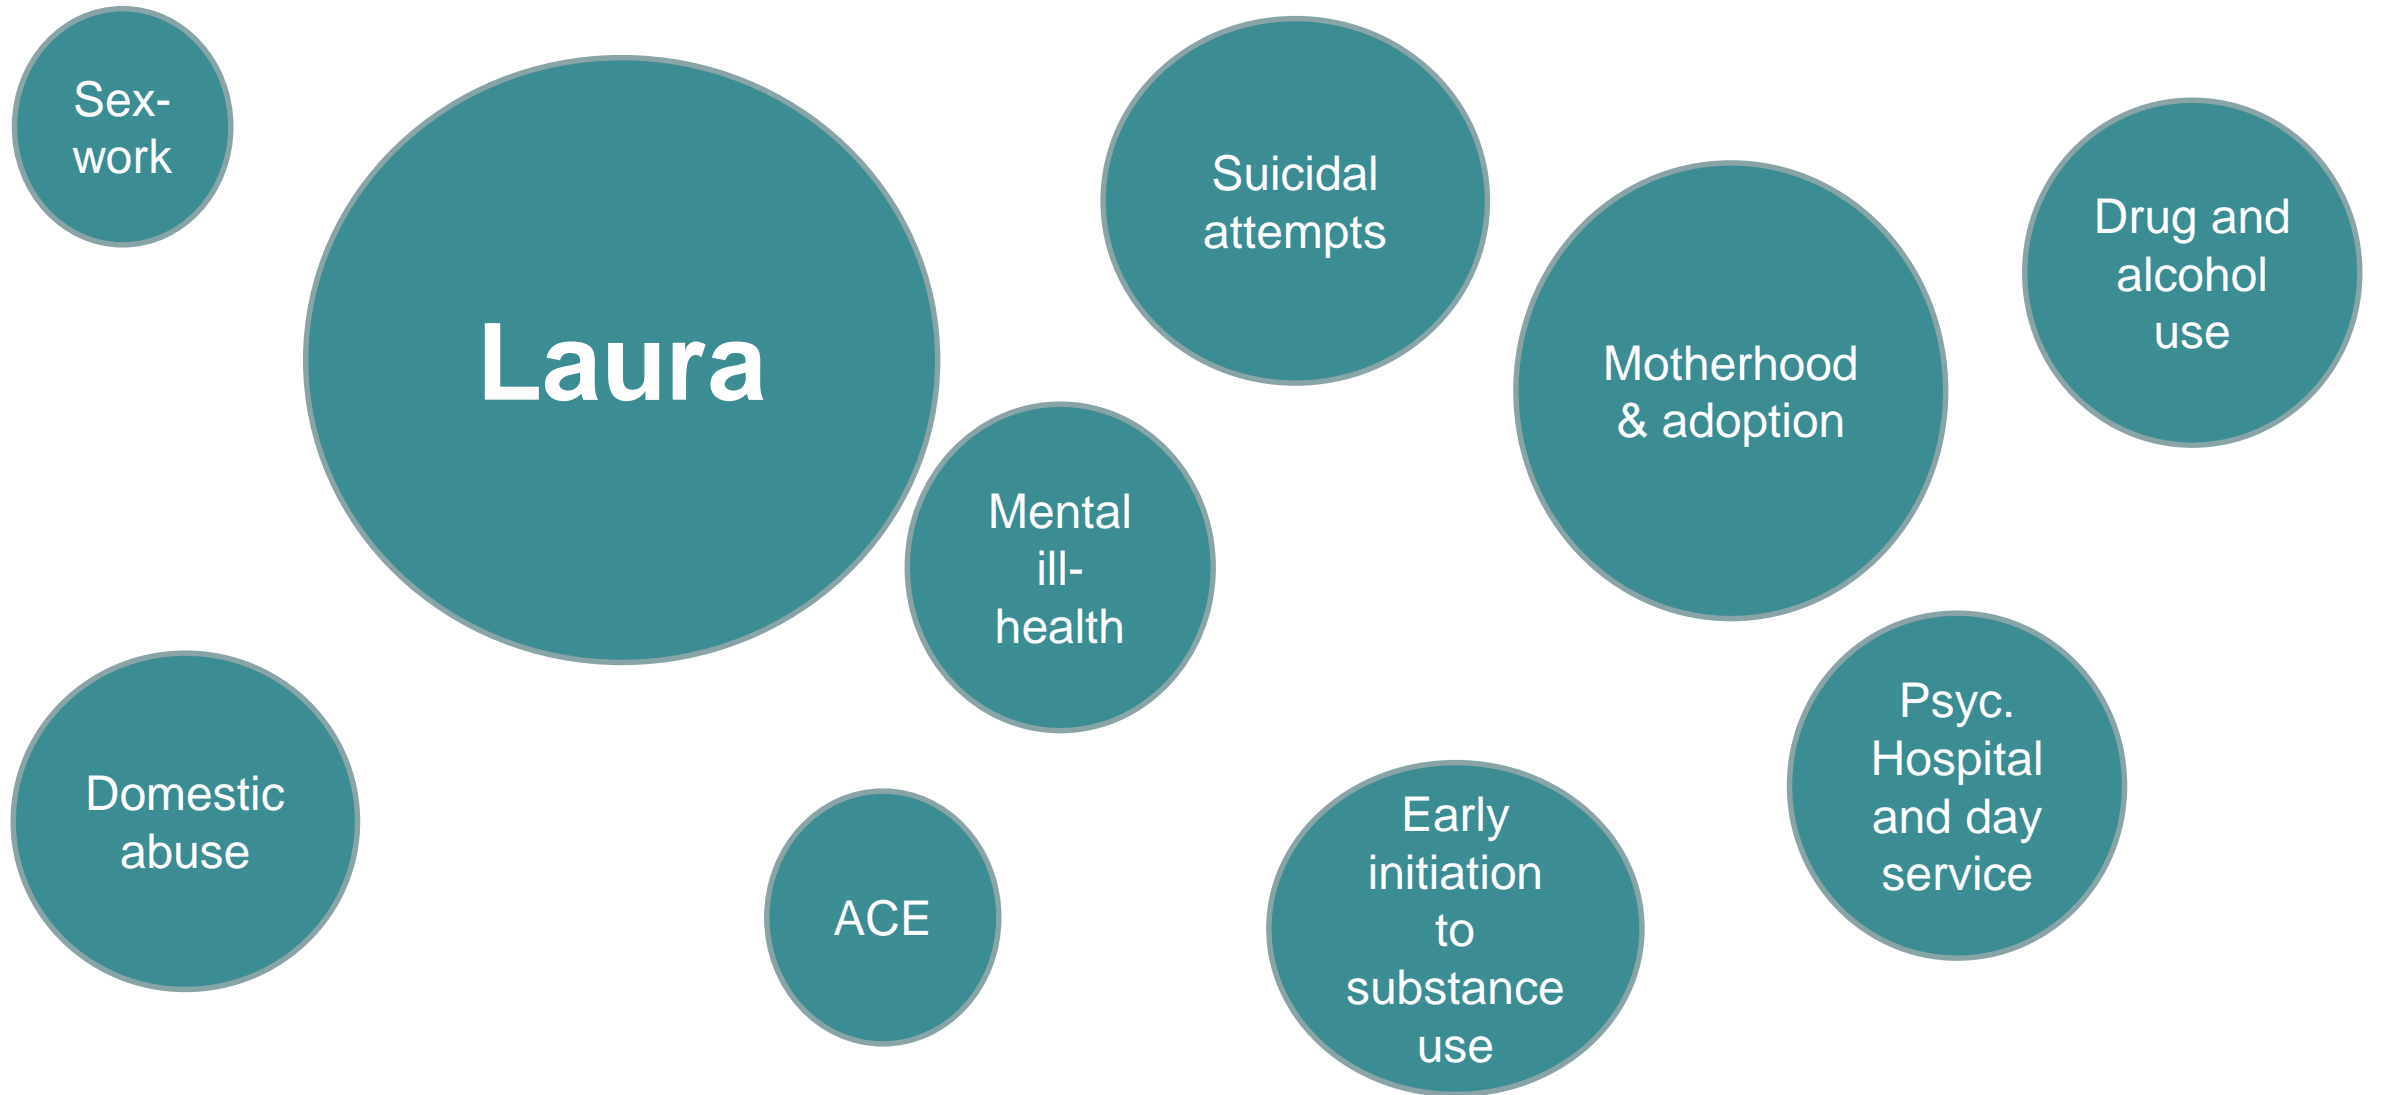 Sex-
work
Laura
Suicidal
attempts
Motherhood
& adoption
Drug and
alcohol
use
Mental
ill-
health
Domestic
abuse
ACE
Early
initiation
to
substance
use
Psyc.
Hospital
and day
service